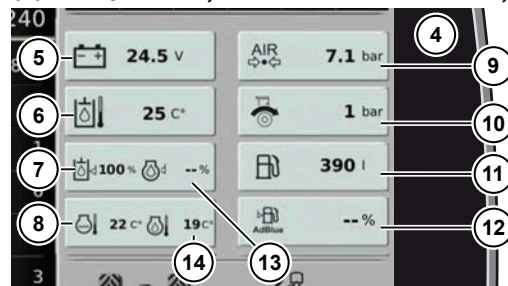 240
4
5 24.5 V AIR 7.1 bar 9
6 25 C° 1 bar 10
7 100 % -- % 390 l 11
8 22 C° 19 C° AdBlue -- % 12
14 13
3